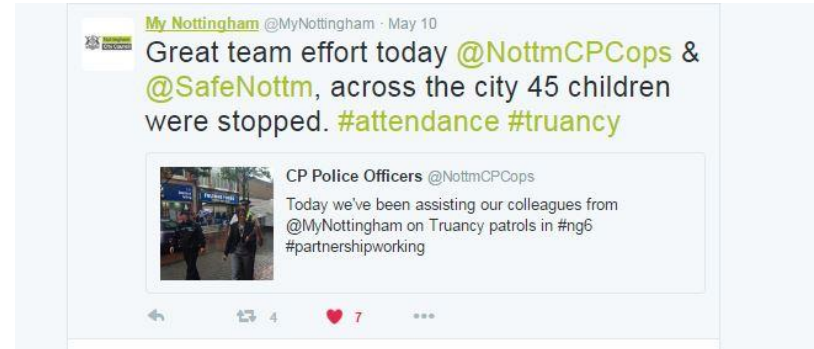 My Nottingham @MyNottingham · May 10
Great team effort today @NottmCPCops &
@SafeNottm, across the city 45 children
were stopped. #attendance #truancy
CP Police Officers @NottmCPCops
Today we've been assisting our colleagues from
@MyNottingham on Truancy patrols in #ng6
#partnershipworking
4
7